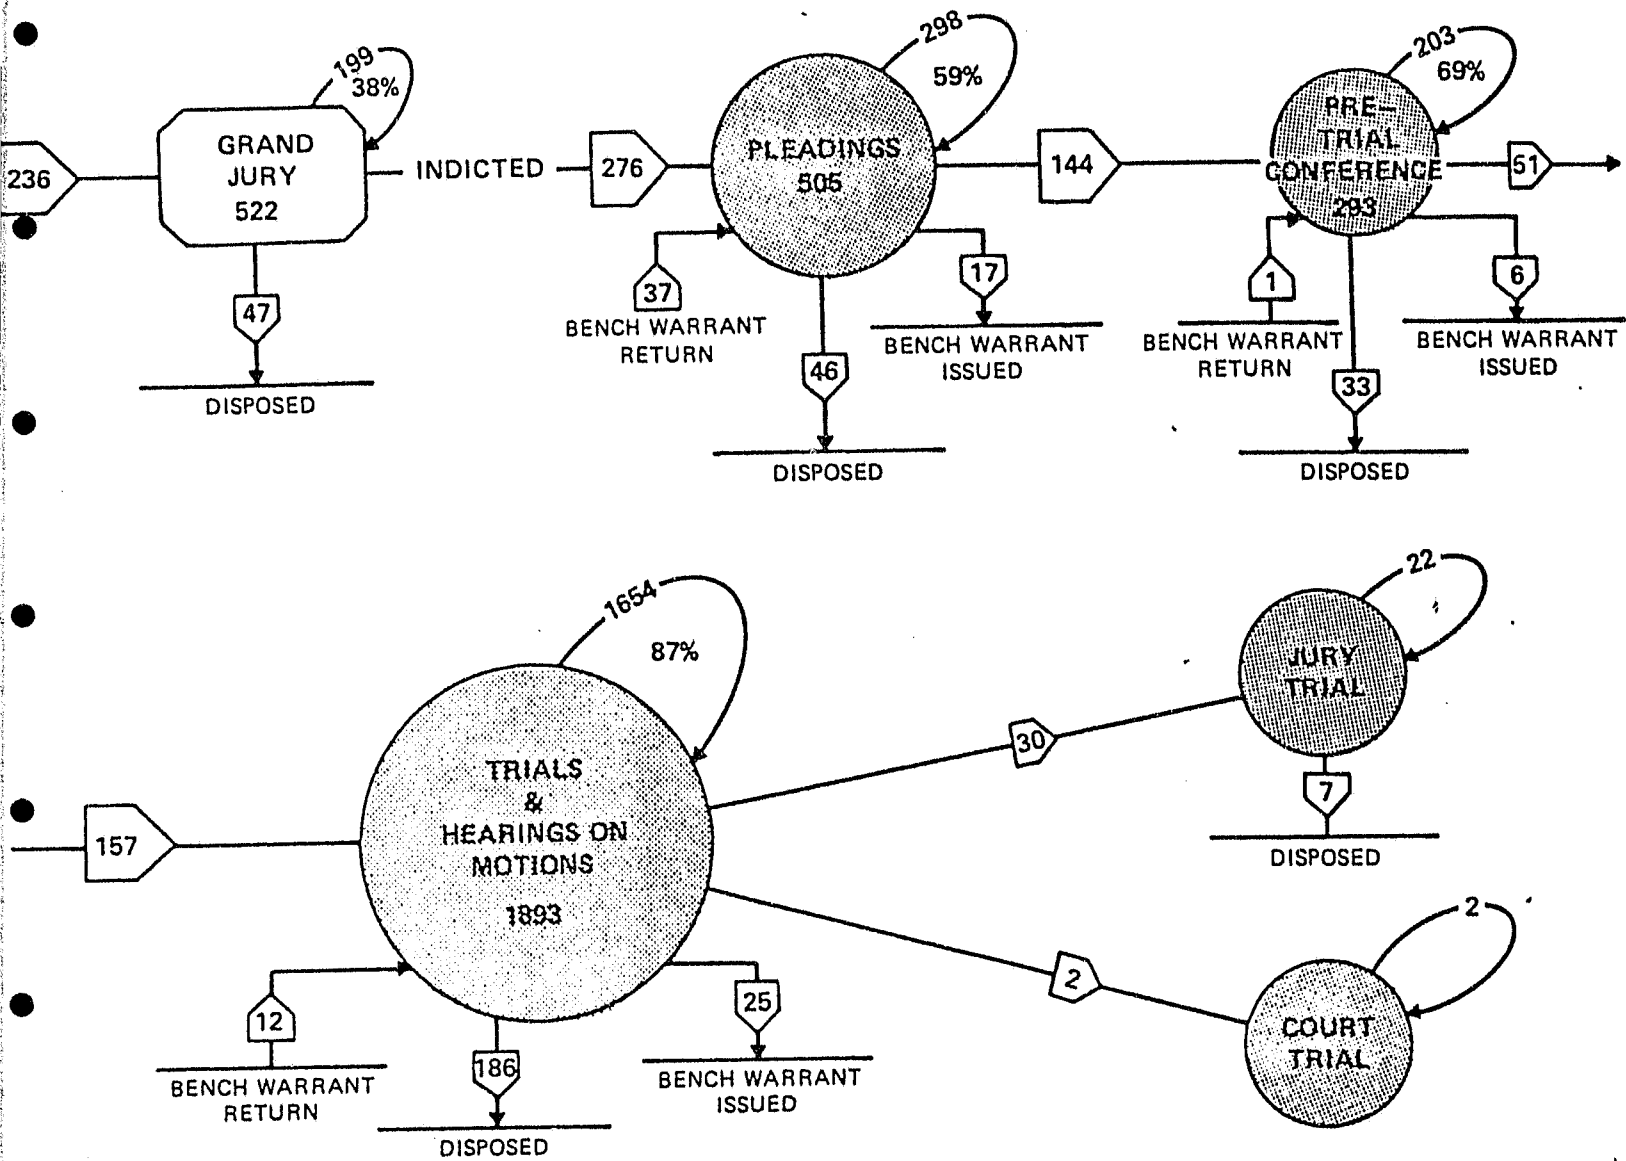 236
GRAND
JURY
522
199
38%
47
DISPOSED
INDICTED
276
PLEADINGS
505
298
59%
37
BENCH WARRANT
RETURN
46
DISPOSED
17
BENCH WARRANT
ISSUED
144
PRE-
TRIAL
CONFERENCE
293
203
69%
51
1
BENCH WARRANT
RETURN
33
DISPOSED
6
BENCH WARRANT
ISSUED
157
TRIALS
&
HEARINGS ON
MOTIONS
1893
1654
87%
12
BENCH WARRANT
RETURN
186
DISPOSED
25
BENCH WARRANT
ISSUED
30
JURY
TRIAL
22
7
DISPOSED
2
COURT
TRIAL
2